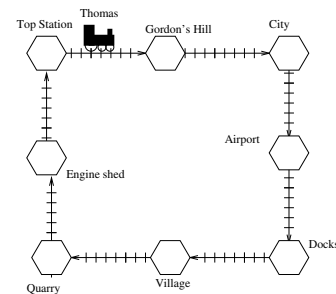 Thomas
Top Station
Gordon's Hill
City
Airport
Engine shed
Docks
Village
Quarry